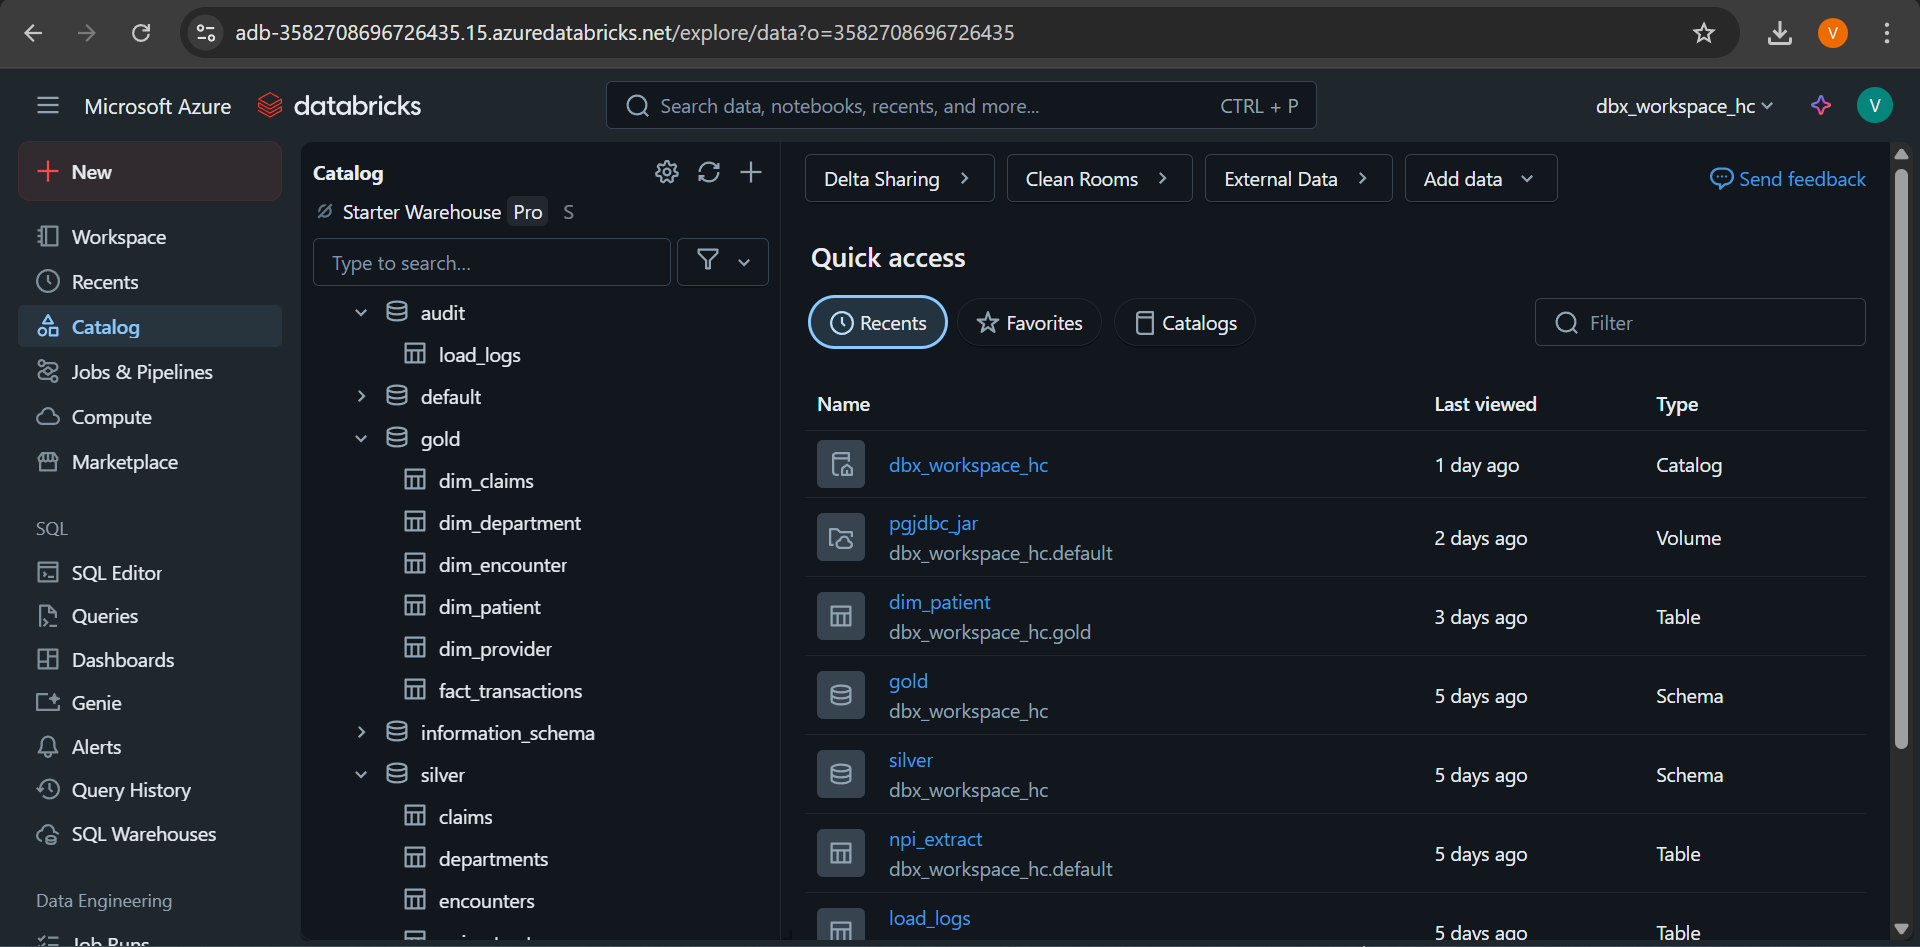 adb-3582708696726435.15.azuredatabricks.net/explore/data?o=3582708696726435
V
Microsoft Azure
databricks
Search data, notebooks, recents, and more...
CTRL + P
dbx_workspace_hc
V
New
Workspace
Recents
Catalog
Jobs & Pipelines
Compute
Marketplace
SQL
SQL Editor
Queries
Dashboards
Genie
Alerts
Query History
SQL Warehouses
Data Engineering
Job Runs
Catalog
Starter Warehouse Pro S
Type to search...
audit
load_logs
default
gold
dim_claims
dim_department
dim_encounter
dim_patient
dim_provider
fact_transactions
information_schema
silver
claims
departments
encounters
Delta Sharing
Clean Rooms
External Data
Add data
Send feedback
Quick access
Recents
Favorites
Catalogs
Filter
Name Last viewed Type
dbx_workspace_hc 1 day ago Catalog
pgjdbc_jar
dbx_workspace_hc.default
2 days ago Volume
dim_patient
dbx_workspace_hc.gold
3 days ago Table
gold
dbx_workspace_hc
5 days ago Schema
silver
dbx_workspace_hc
5 days ago Schema
npi_extract
dbx_workspace_hc.default
5 days ago Table
load_logs
5 days ago Table